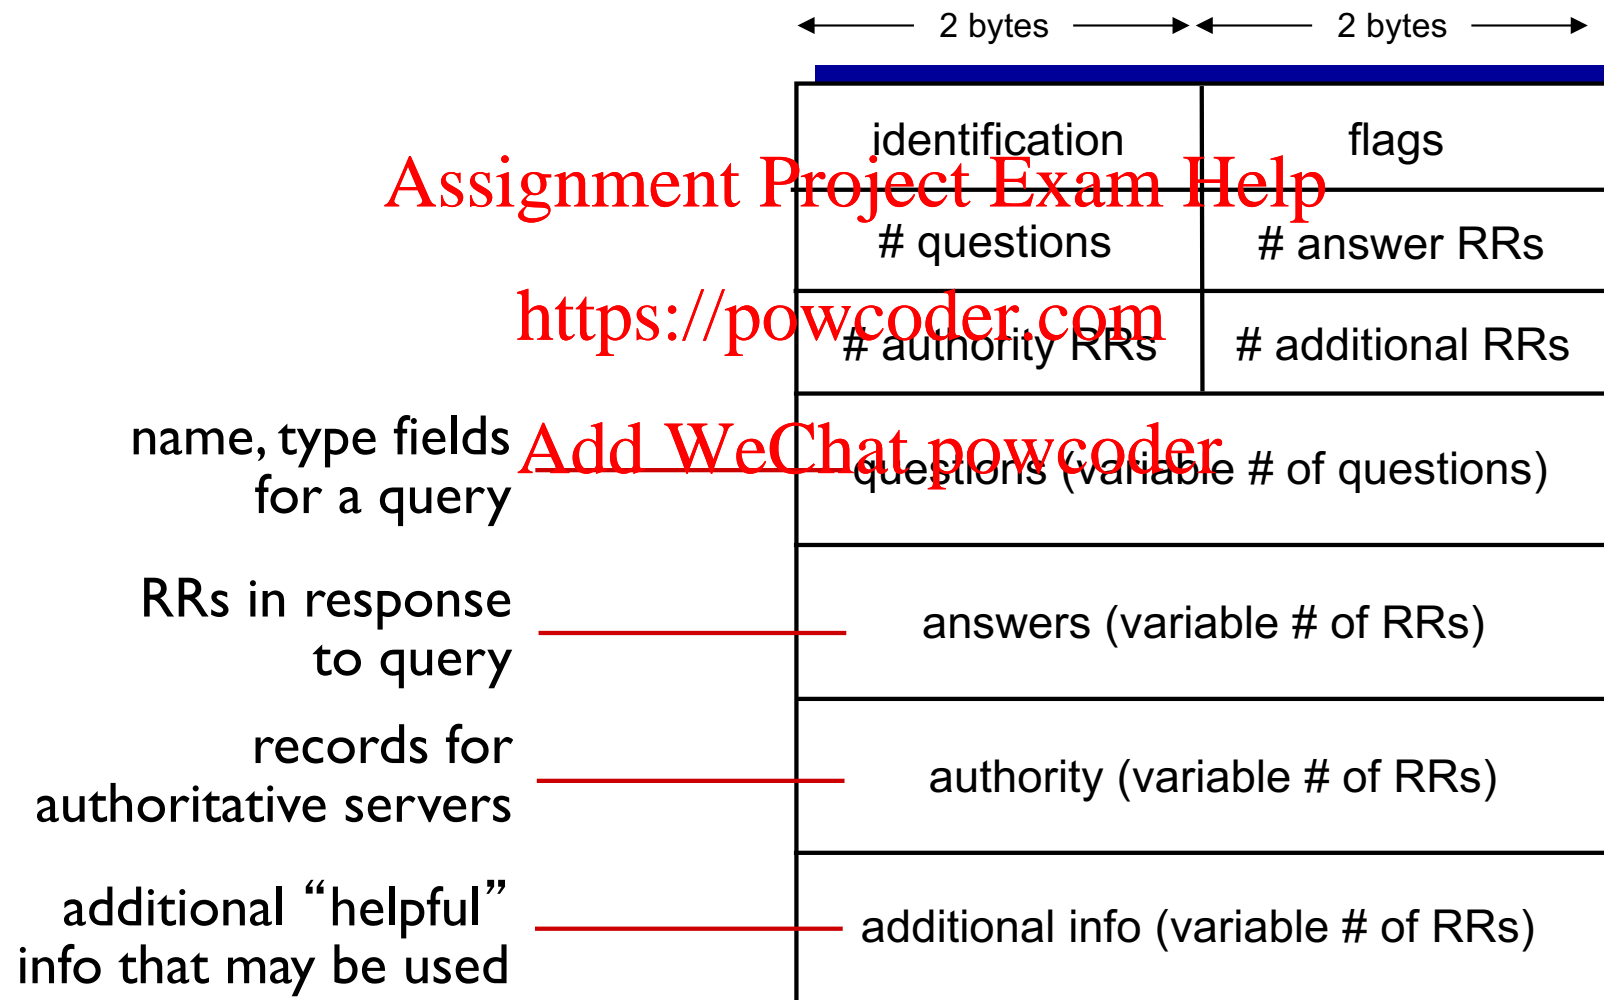 2 bytes 2 bytes
identification flags
Assignment Project Exam Help
# questions # answer RRs
https://powcoder.com
# authority RRs # additional RRs
name, type fields
for a query
Add WeChat powcoder
questions (variable # of questions)
RRs in response
to query
answers (variable # of RRs)
records for
authoritative servers
authority (variable # of RRs)
additional “helpful”
info that may be used
additional info (variable # of RRs)